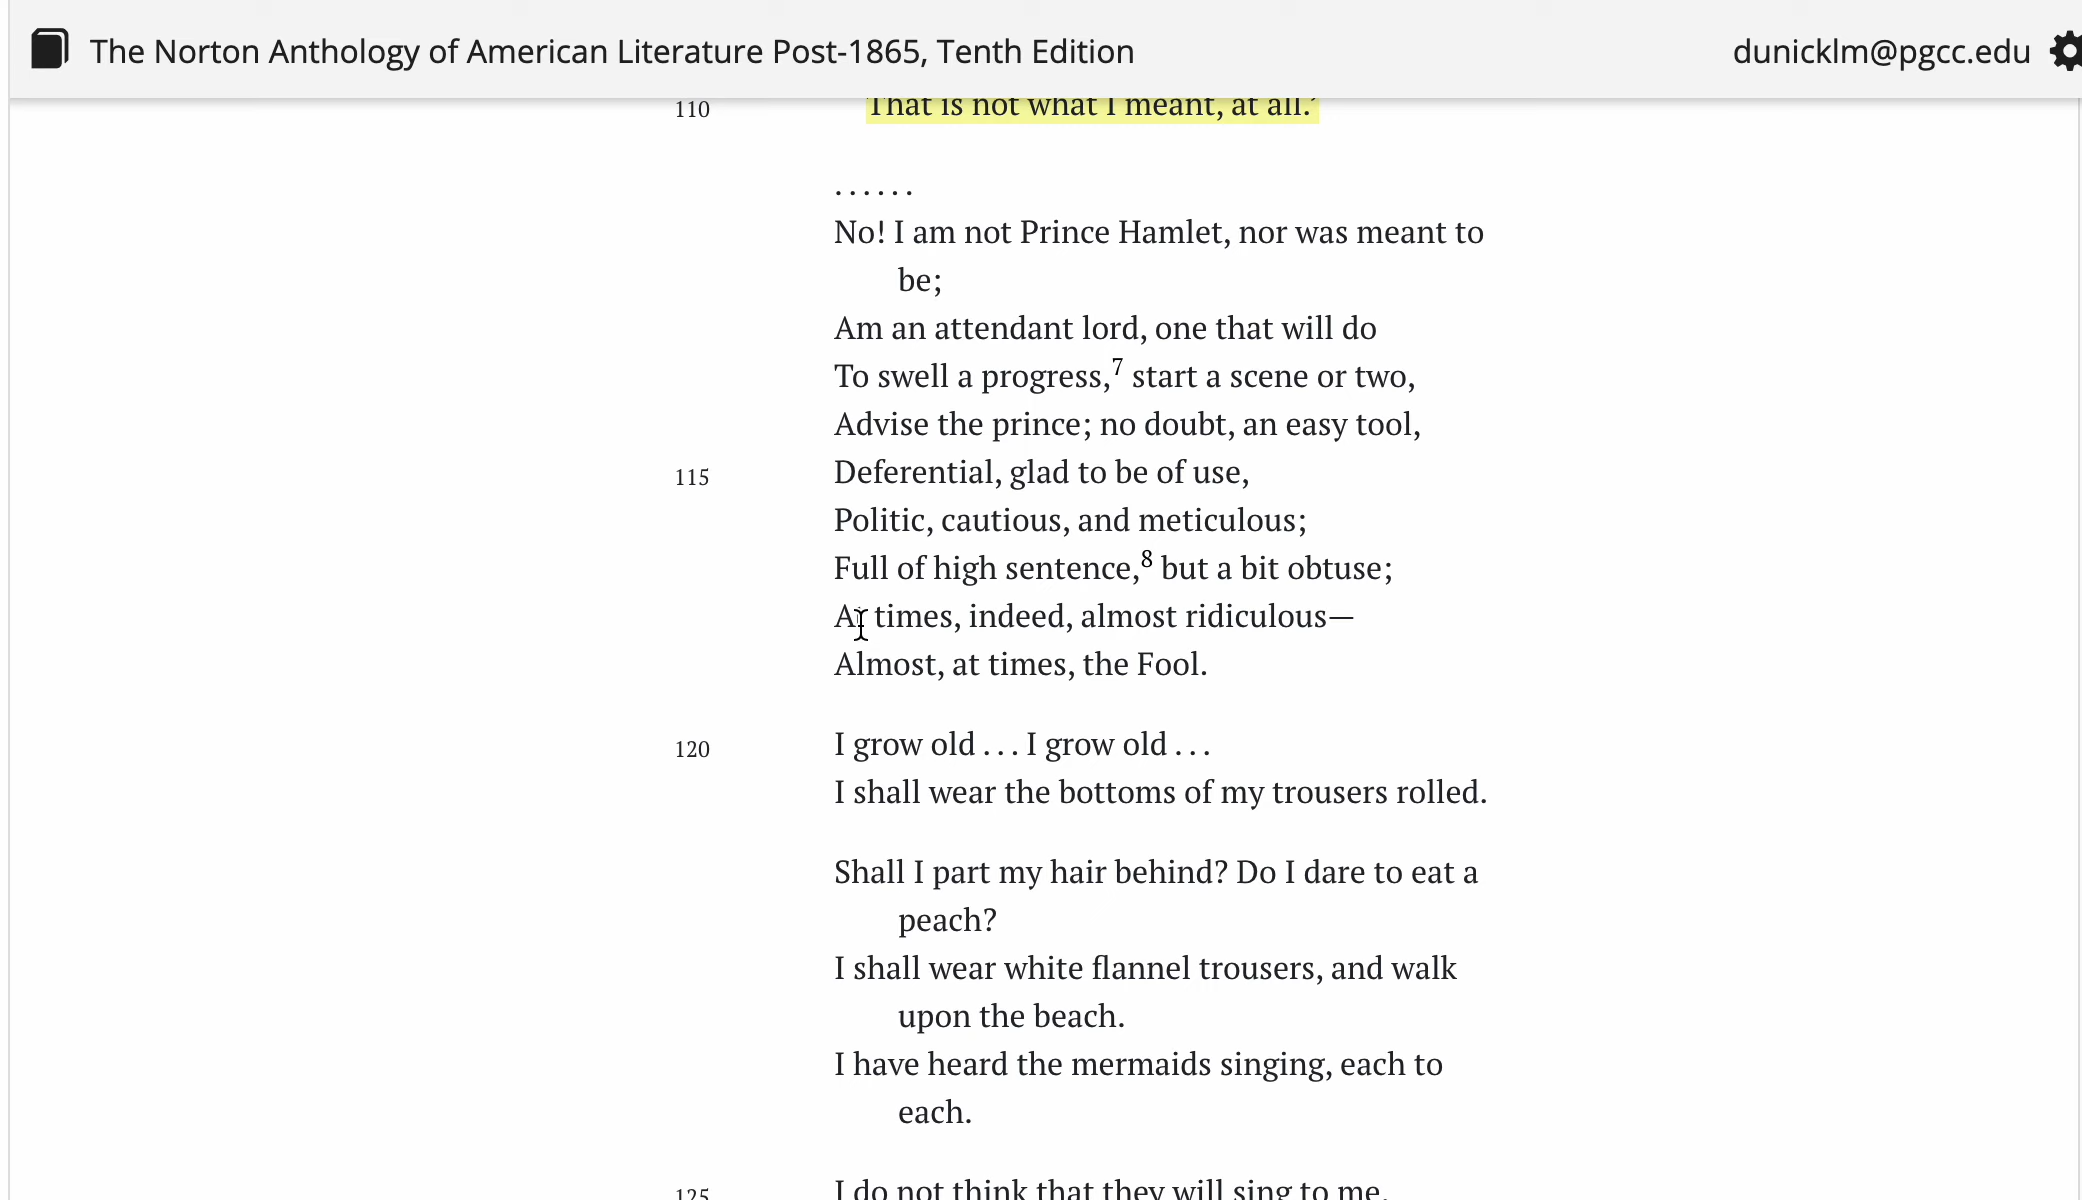 The Norton Anthology of American Literature Post-1865, Tenth Edition dunicklm@pgcc.edu
110 That is not what I meant, at all.’
. . . . . .
No! I am not Prince Hamlet, nor was meant to
be;
Am an attendant lord, one that will do
To swell a progress,7 start a scene or two,
Advise the prince; no doubt, an easy tool,
115 Deferential, glad to be of use,
Politic, cautious, and meticulous;
Full of high sentence,8 but a bit obtuse;
At times, indeed, almost ridiculous—
Almost, at times, the Fool.
120 I grow old . . . I grow old . . .
I shall wear the bottoms of my trousers rolled.
Shall I part my hair behind? Do I dare to eat a
peach?
I shall wear white flannel trousers, and walk
upon the beach.
I have heard the mermaids singing, each to
each.
125 I do not think that they will sing to me.